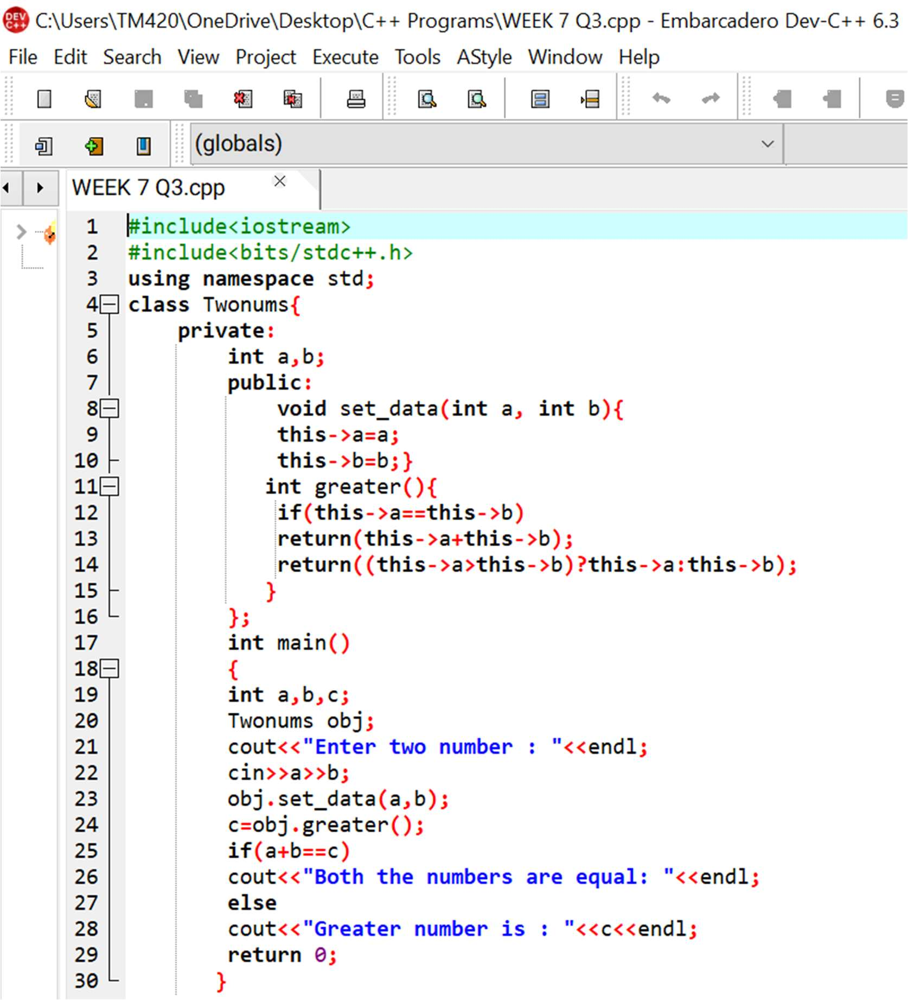 DEV C++ C:\Users\TM420\OneDrive\Desktop\C++ Programs\WEEK 7 Q3.cpp - Embarcadero Dev-C++ 6.3
File Edit Search View Project Execute Tools AStyle Window Help
(globals)
WEEK 7 Q3.cpp
1 #include<iostream>
2 #include<bits/stdc++.h>
3 using namespace std;
4 class Twonums{
5 private:
6 int a,b;
7 public:
8 void set_data(int a, int b){
9 this->a=a;
10 this->b=b;}
11 int greater(){
12 if(this->a==this->b)
13 return(this->a+this->b);
14 return((this->a>this->b)?this->a:this->b);
15 }
16 };
17 int main()
18 {
19 int a,b,c;
20 Twonums obj;
21 cout<<"Enter two number : "<<endl;
22 cin>>a>>b;
23 obj.set_data(a,b);
24 c=obj.greater();
25 if(a+b==c)
26 cout<<"Both the numbers are equal: "<<endl;
27 else
28 cout<<"Greater number is : "<<c<<endl;
29 return 0;
30 }